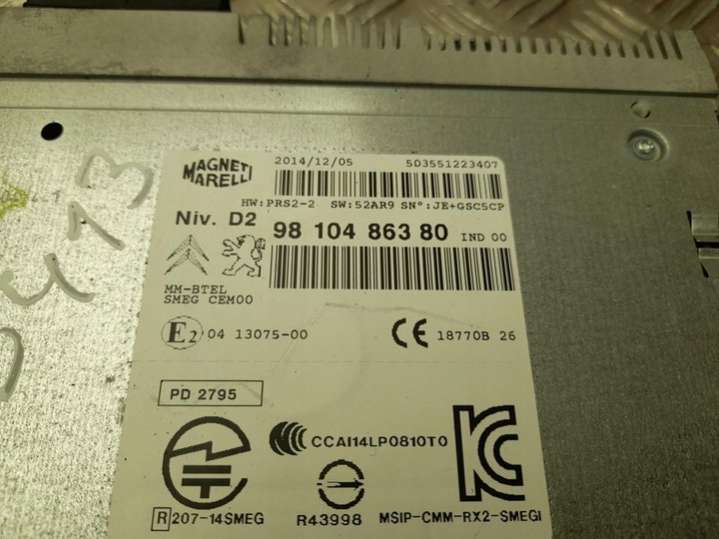 MAGNETI
MARELLI
2014/12/05 5D3551223407
HW:PRS2-2 SW:52AR9 SN°:JE+GSC5CP
Niv. D2 98 104 863 80 IND 00
MM-BTEL
SMEG CEM00
E2 04 13075-00 CE 18770B 26
PD 2795
CCAI14LP0810T0
R 207-14SMEG R43998 MSIP-CMM-RX2-SMEGI